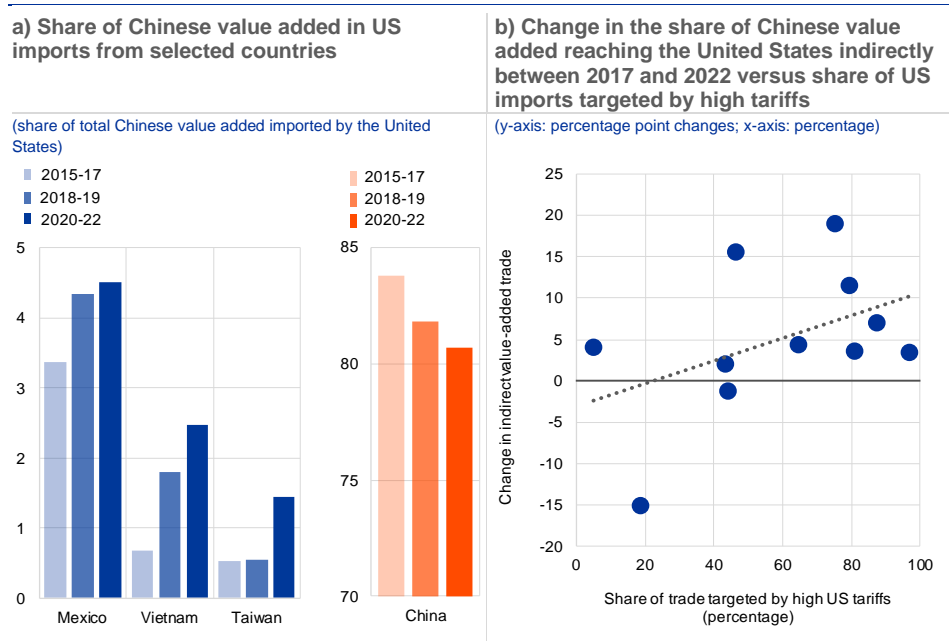 a) Share of Chinese value added in US
imports from selected countries
(share of total Chinese value added imported by the United
States)
2015-17
2018-19
2020-22
2015-17
2018-19
2020-22
5
4
3
2
1
0
Mexico
Vietnam
Taiwan
85
80
75
70
China
b) Change in the share of Chinese value
added reaching the United States indirectly
between 2017 and 2022 versus share of US
imports targeted by high tariffs
(y-axis: percentage point changes; x-axis: percentage)
Change in indirect value-added trade
25
20
15
10
5
0
-5
-10
-15
-20
0
20
40
60
80
100
Share of trade targeted by high US tariffs
(percentage)